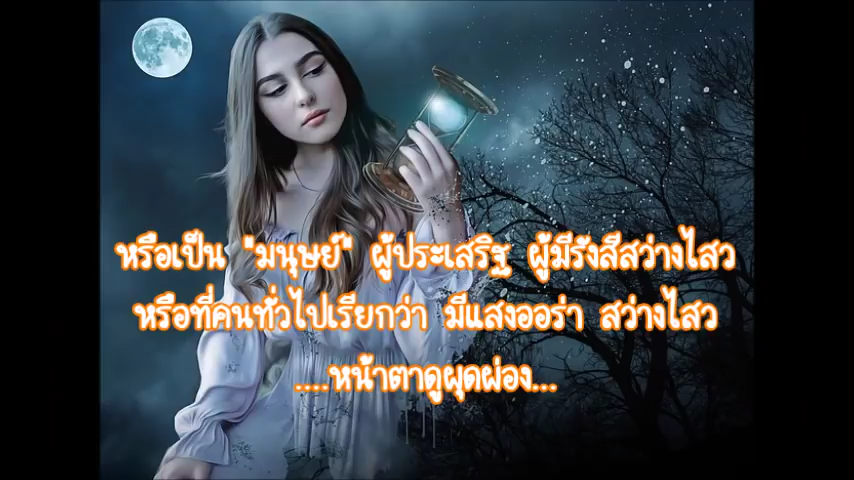 หรือเป็น "มนุษย์" ผู้ประเสริฐ ผู้มีรังสีสว่างไสว
หรือที่คนทั่วไปเรียกว่า มีแสงออร่า สว่างไสว
....หน้าตาดูผุดผ่อง...